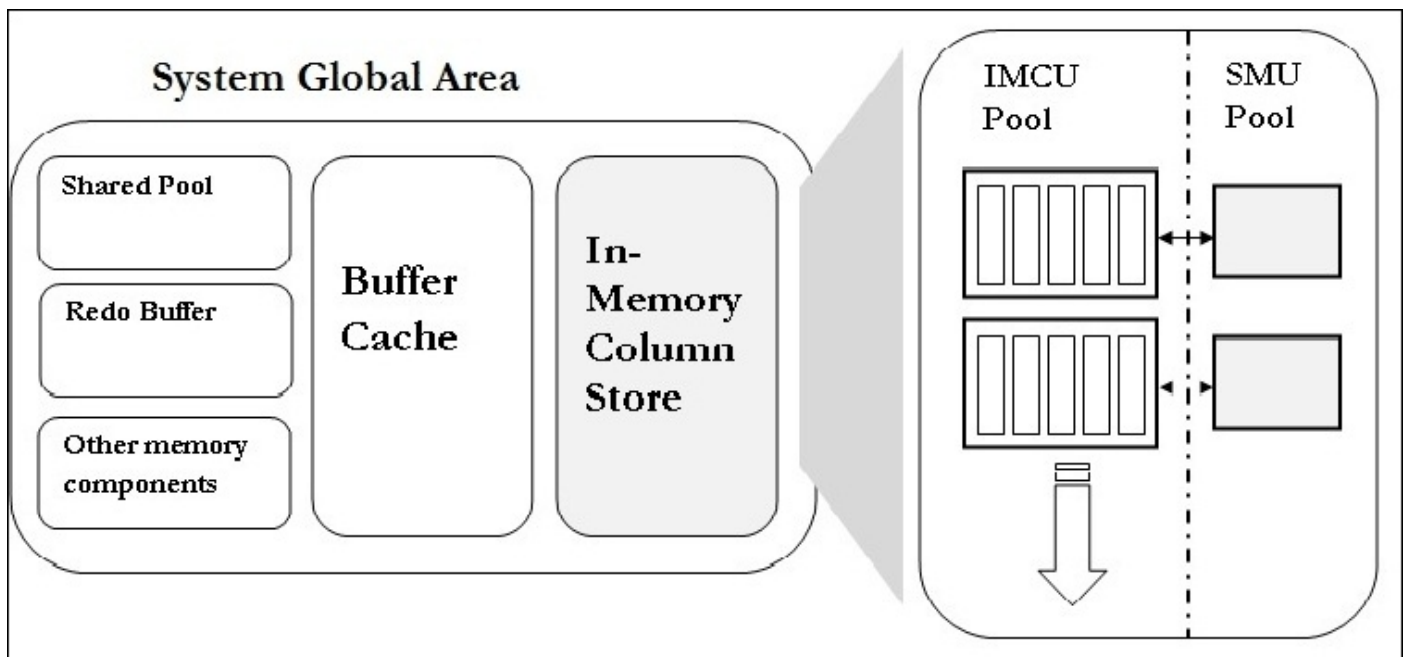 System Global Area
Shared Pool
Redo Buffer
Other memory
components
Buffer
Cache
In-
Memory
Column
Store
IMCU
Pool
SMU
Pool